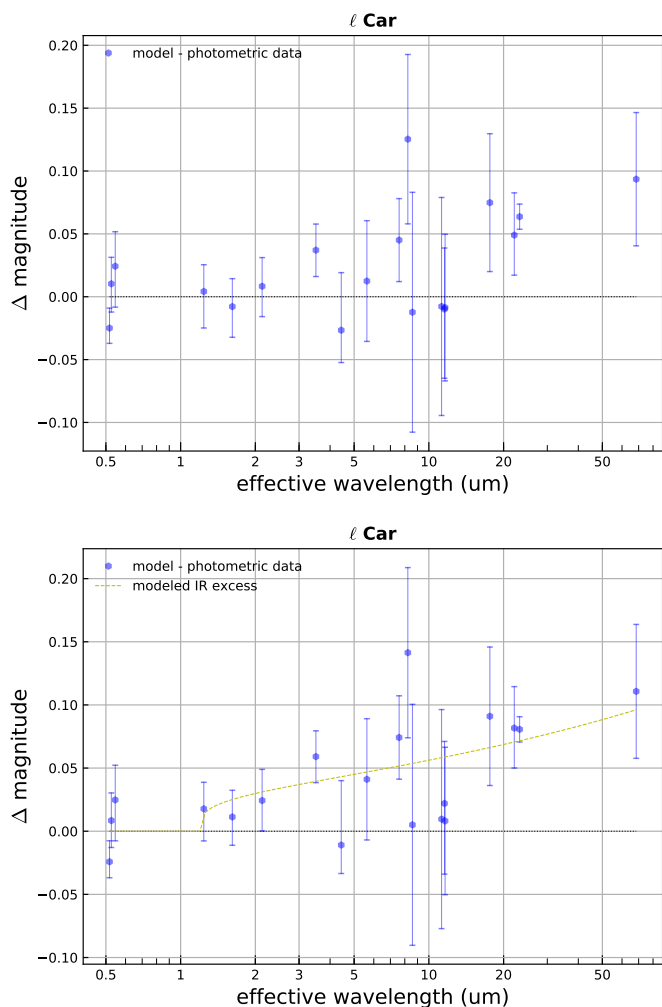 ℓ Car
model - photometric data
0.20
0.15
0.10
0.05
0.00
−0.05
−0.10
Δ magnitude
0.5 1 2 3 5 10 20 50
effective wavelength (um)
ℓ Car
model - photometric data
modeled IR excess
0.20
0.15
0.10
0.05
0.00
−0.05
−0.10
Δ magnitude
0.5 1 2 3 5 10 20 50
effective wavelength (um)